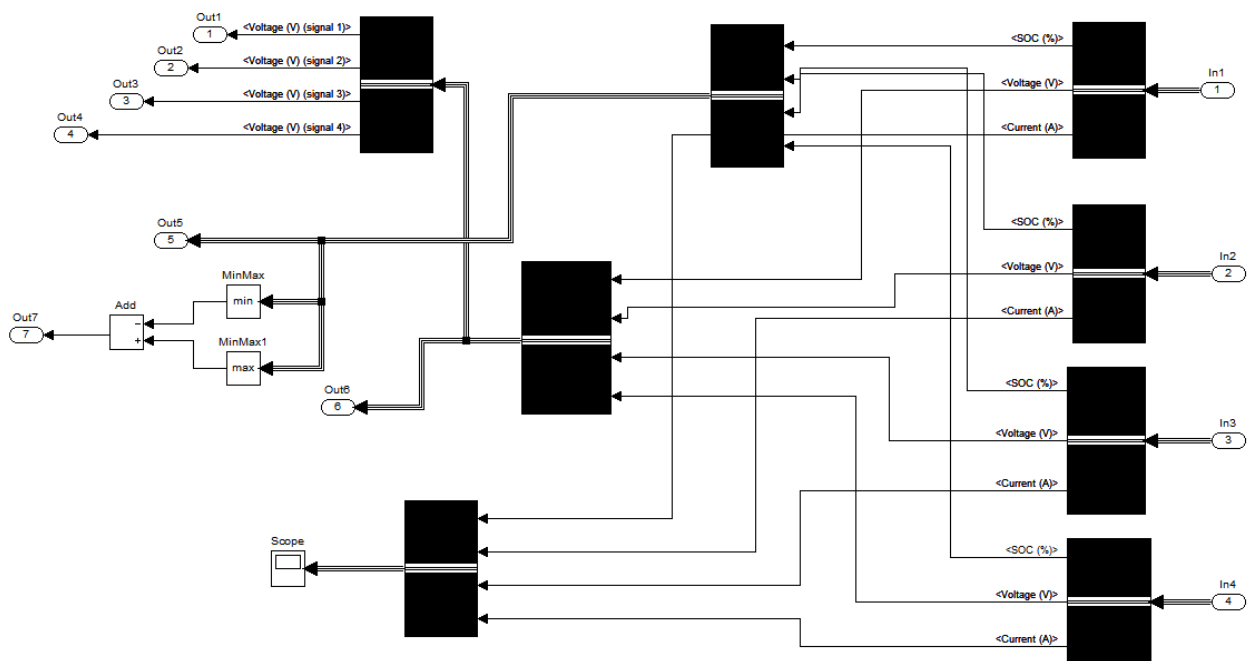 Out1
1
<Voltage (V) (signal 1)>
Out2
2
<Voltage (V) (signal 2)>
Out3
3
<Voltage (V) (signal 3)>
Out4
4
<Voltage (V) (signal 4)>
<SOC (%)>
<Voltage (V)>
<Current (A)>
In1
1
<SOC (%)>
<Voltage (V)>
<Current (A)>
In2
2
Out5
5
MinMax
min
Add
−
+
Out7
7
MinMax1
max
Out6
6
<SOC (%)>
<Voltage (V)>
<Current (A)>
In3
3
Scope
<SOC (%)>
<Voltage (V)>
<Current (A)>
In4
4